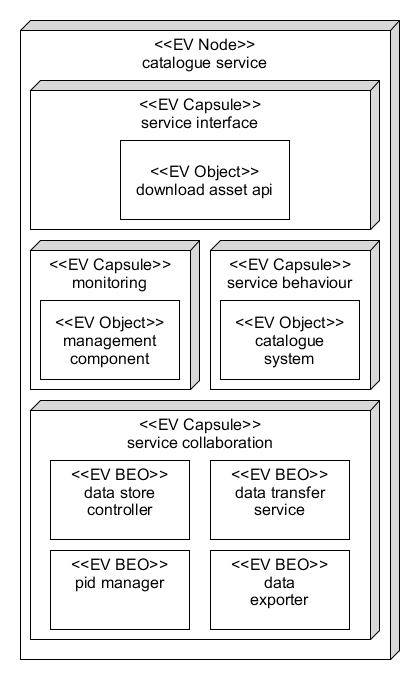 <<EV Node>>
catalogue service
<<EV Capsule>>
service interface
<<EV Object>>
download asset api
<<EV Capsule>>
monitoring
<<EV Object>>
management
component
<<EV Capsule>>
service behaviour
<<EV Object>>
catalogue
system
<<EV Capsule>>
service collaboration
<<EV BEO>>
data store
controller
<<EV BEO>>
data transfer
service
<<EV BEO>>
pid manager
<<EV BEO>>
data
exporter